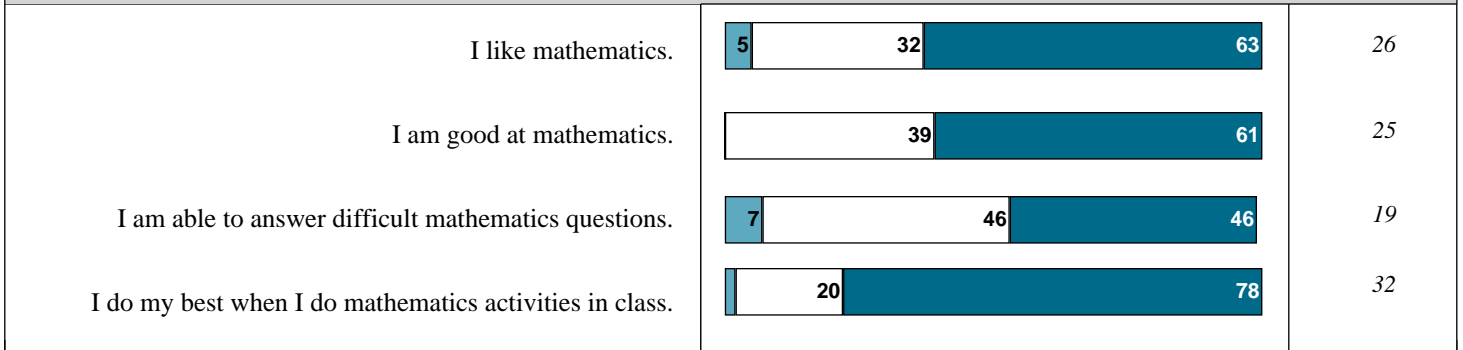 I like mathematics. 5 32 63 26
I am good at mathematics. 39 61 25
I am able to answer difficult mathematics questions. 7 46 46 19
I do my best when I do mathematics activities in class. 20 78 32